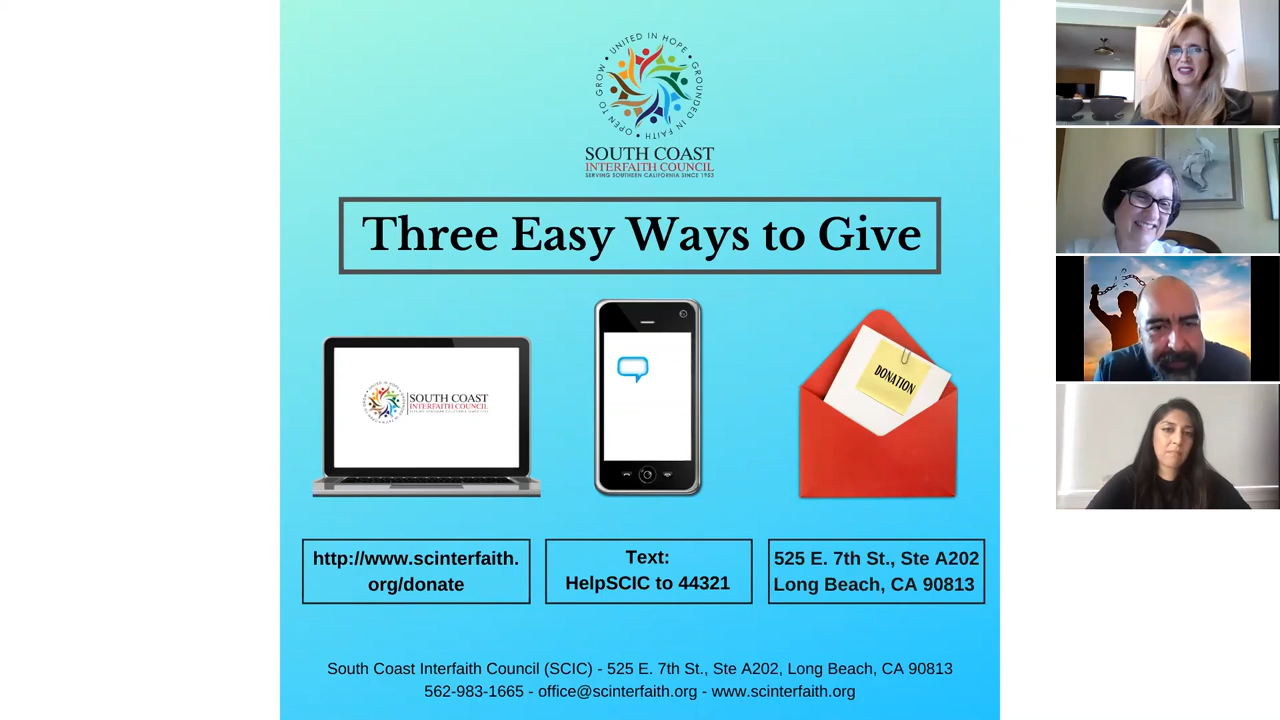 UNITED IN HOPE • GROUNDED IN FAITH • OPEN TO GROW •
SOUTH COAST
INTERFAITH COUNCIL
SERVING SOUTHERN CALIFORNIA SINCE 1953
Three Easy Ways to Give
SOUTH COAST
INTERFAITH COUNCIL
DONATION
http://www.scinterfaith.
org/donate
Text:
HelpSCIC to 44321
525 E. 7th St., Ste A202
Long Beach, CA 90813
South Coast Interfaith Council (SCIC) - 525 E. 7th St., Ste A202, Long Beach, CA 90813
562-983-1665 - office@scinterfaith.org - www.scinterfaith.org